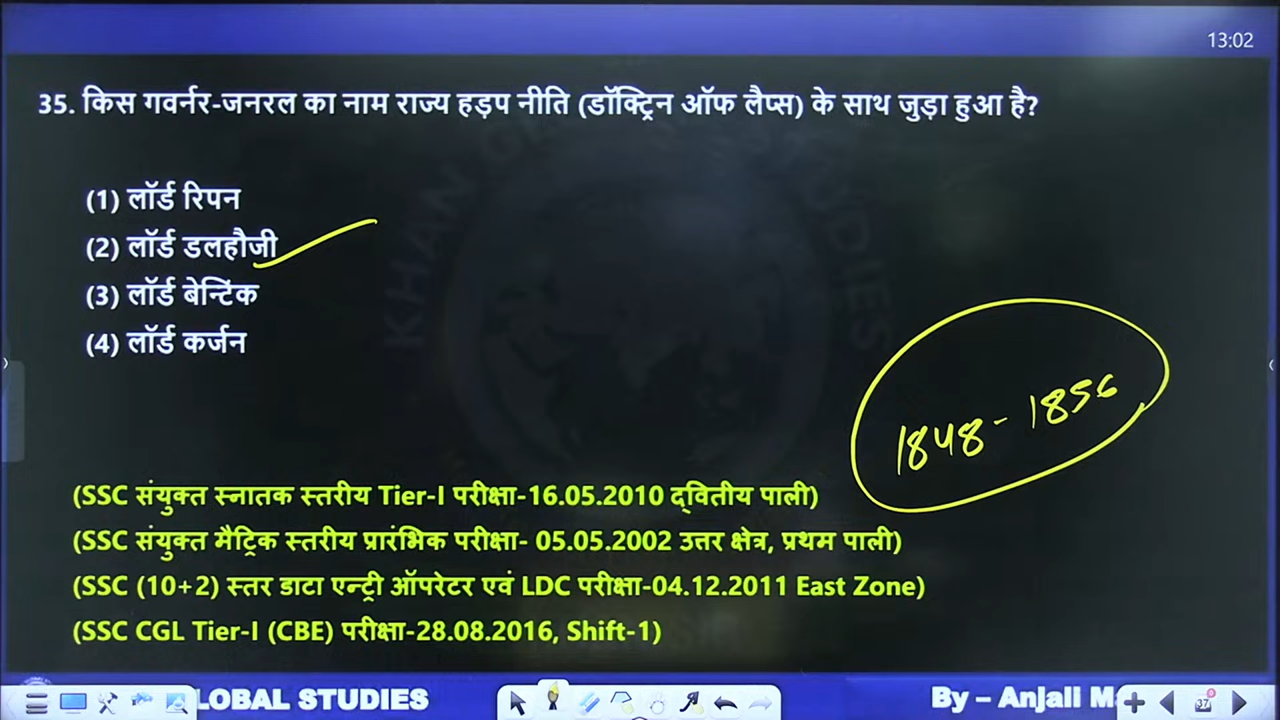 13:02
35. किस गवर्नर-जनरल का नाम राज्य हड़प नीति (डॉक्ट्रिन ऑफ लैप्स) के साथ जुड़ा हुआ है?
(1) लॉर्ड रिपन
(2) लॉर्ड डलहौजी
(3) लॉर्ड बेन्टिंक
(4) लॉर्ड कर्जन
1848-1856
(SSC संयुक्त स्नातक स्तरीय Tier-I परीक्षा-16.05.2010 द्वितीय पाली)
(SSC संयुक्त मैट्रिक स्तरीय प्रारंभिक परीक्षा- 05.05.2002 उत्तर क्षेत्र, प्रथम पाली)
(SSC (10+2) स्तर डाटा एन्ट्री ऑपरेटर एवं LDC परीक्षा-04.12.2011 East Zone)
(SSC CGL Tier-I (CBE) परीक्षा-28.08.2016, Shift-1)
LOBAL STUDIES
By – Anjali M
37